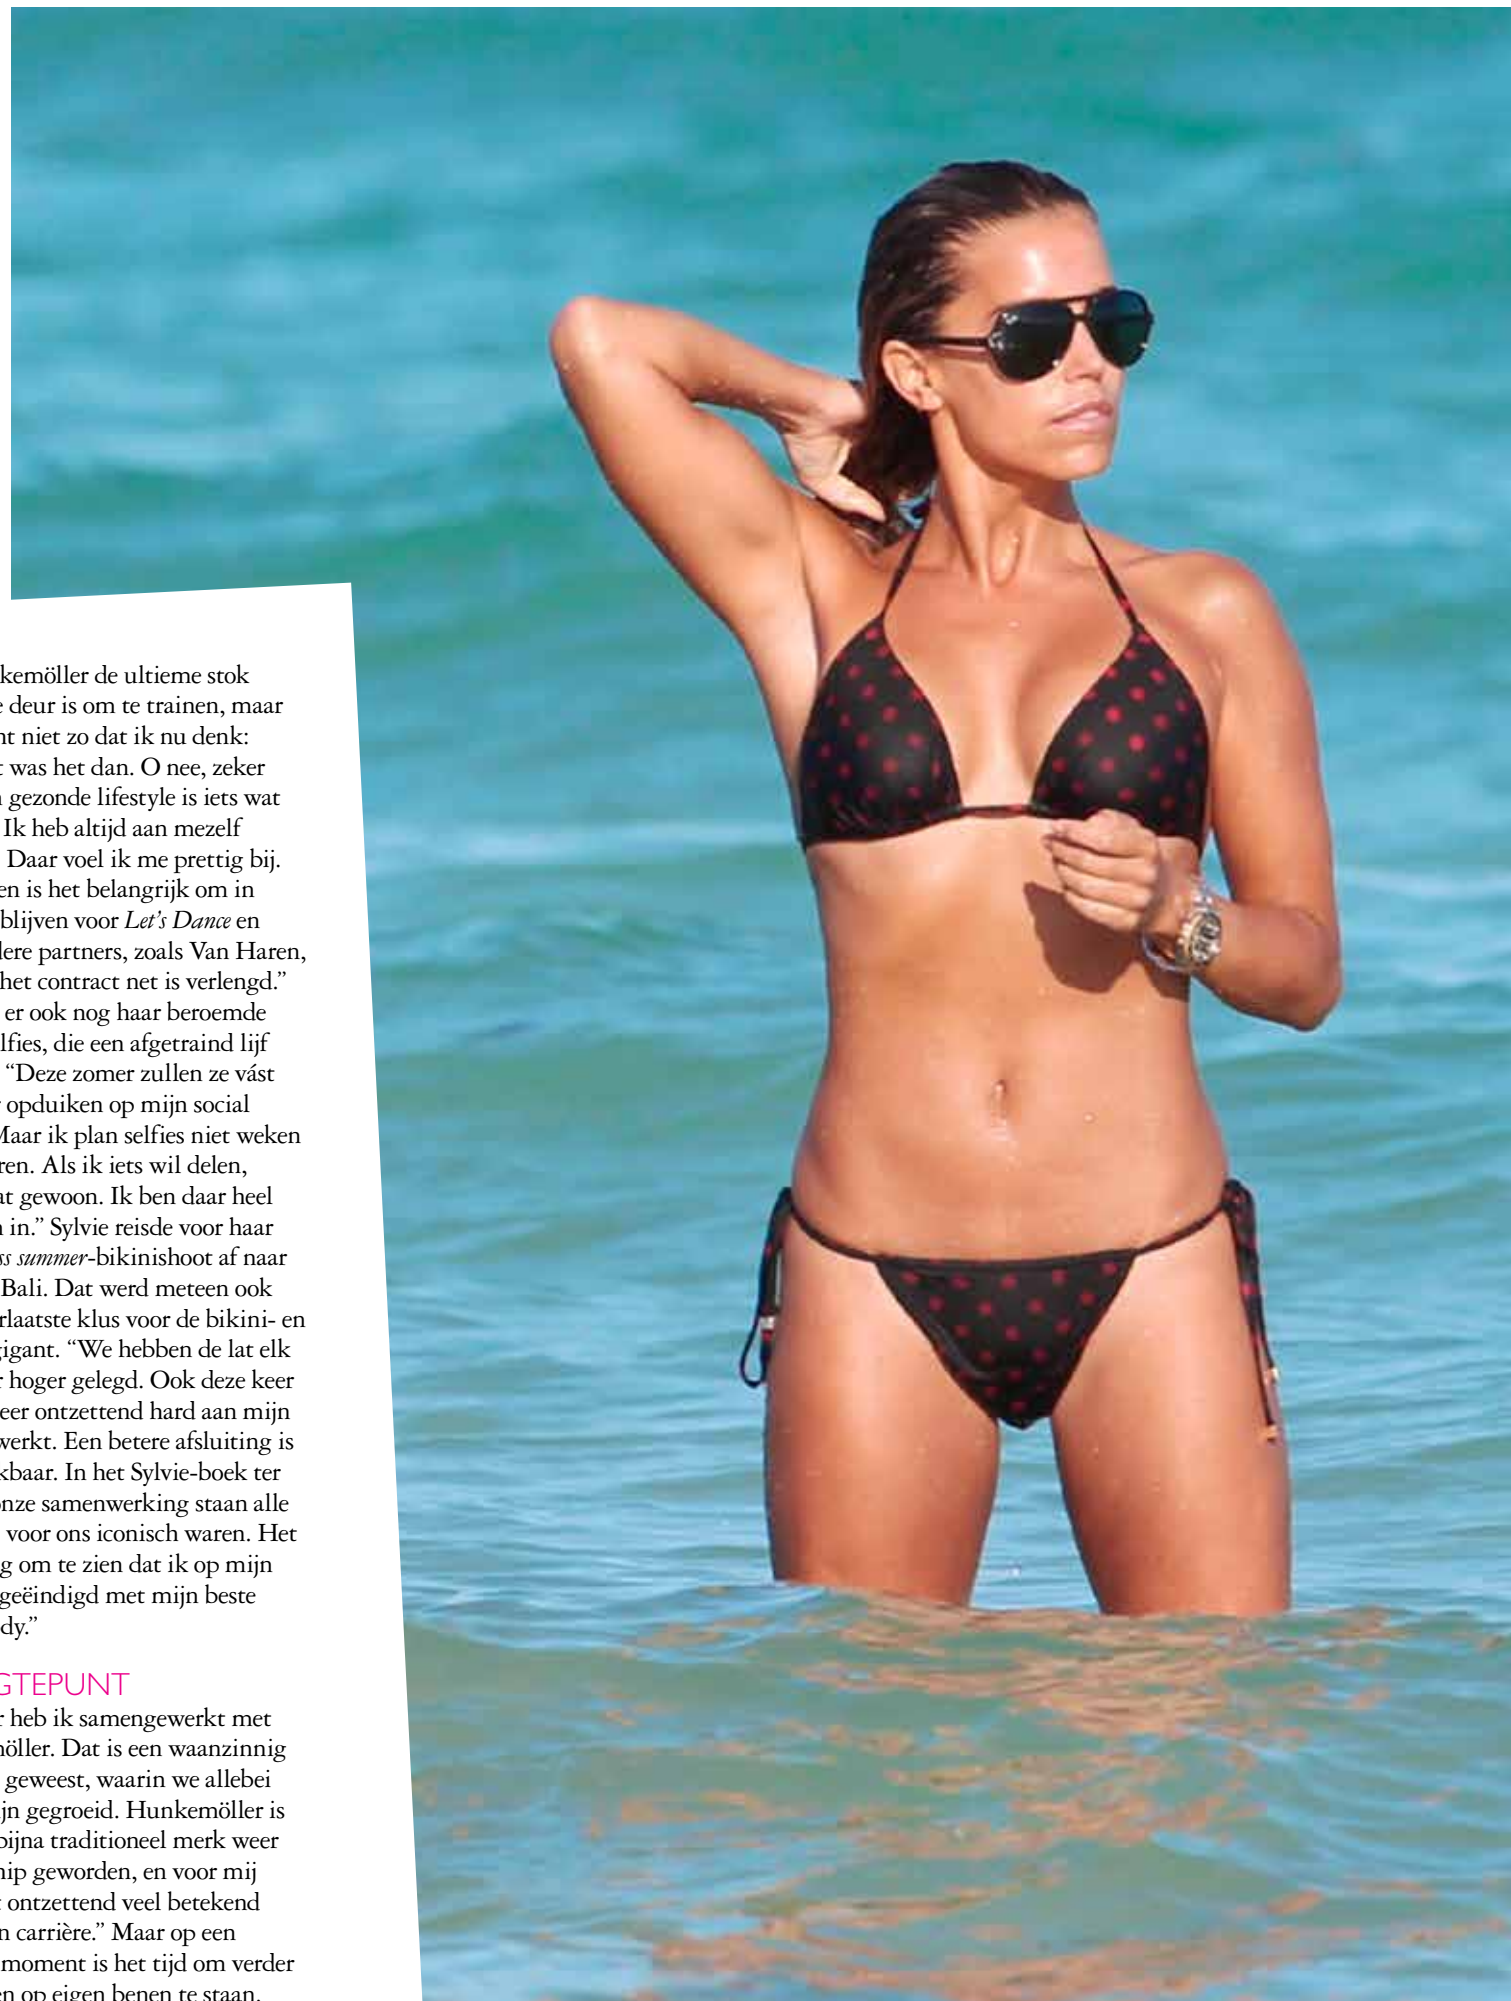 kemöller de ultieme stok
deur is om te trainen, maar
nt niet zo dat ik nu denk:
t was het dan. O nee, zeker
n gezonde lifestyle is iets wat
Ik heb altijd aan mezelf
Daar voel ik me prettig bij.
en is het belangrijk om in
blijven voor Let’s Dance en
lere partners, zoals Van Haren,
het contract net is verlengd.”
er ook nog haar beroemde
lfies, die een afgetraind lijf
“Deze zomer zullen ze vást
r opduiken op mijn social
Maar ik plan selfies niet weken
ren. Als ik iets wil delen,
at gewoon. Ik ben daar heel
n in.” Sylvie reisde voor haar
ss summer-bikinishoot af naar
Bali. Dat werd meteen ook
rlaatste klus voor de bikini- en
gigant. “We hebben de lat elk
r hoger gelegd. Ook deze keer
eer ontzettend hard aan mijn
werkt. Een betere afsluiting is
kbaar. In het Sylvie-boek ter
onze samenwerking staan alle
voor ons iconisch waren. Het
g om te zien dat ik op mijn
geëindigd met mijn beste
dy.”
GTEPUNT
r heb ik samengewerkt met
nöller. Dat is een waanzinnig
geweest, waarin we allebei
ijn gegroeid. Hunkemöller is
bijna traditioneel merk weer
hip geworden, en voor mij
t ontzettend veel betekend
n carrière.” Maar op een
moment is het tijd om verder
en op eigen benen te staan.